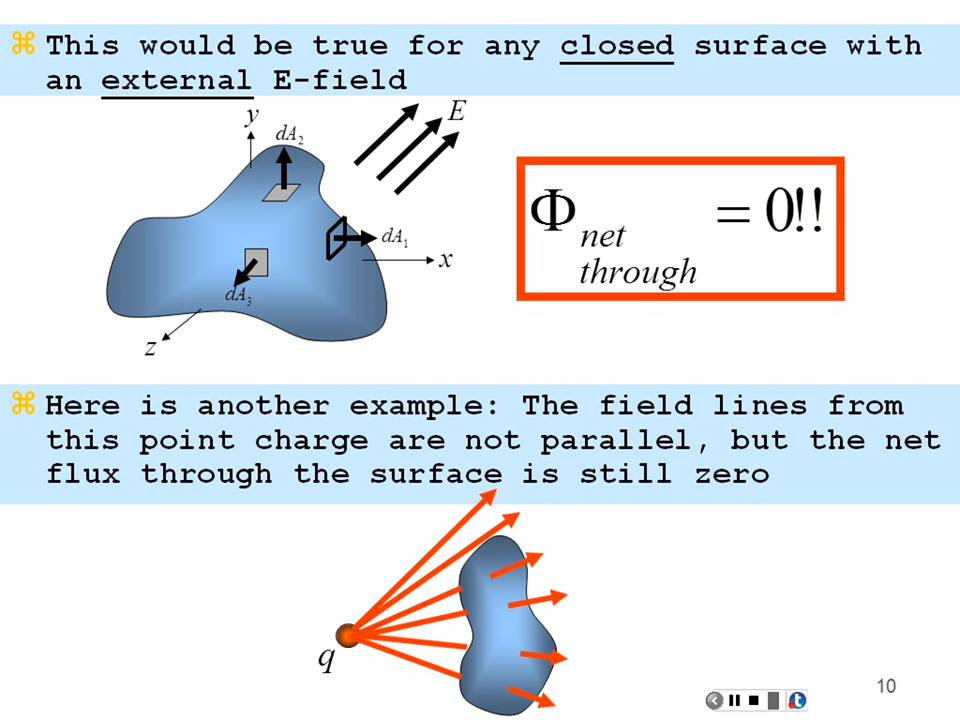 This would be true for any closed surface with
an external E-field
y
dA₂
E
dA₁
x
dA₃
z
Φ net through = 0!!
Here is another example: The field lines from
this point charge are not parallel, but the net
flux through the surface is still zero
q
10